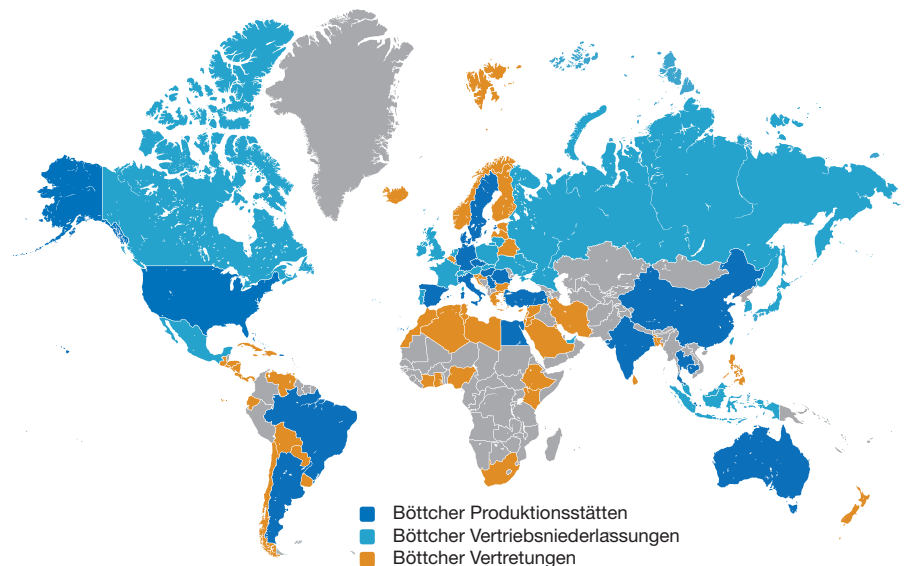 Böttcher Produktionsstätten
Böttcher Vertriebsniederlassungen
Böttcher Vertretungen